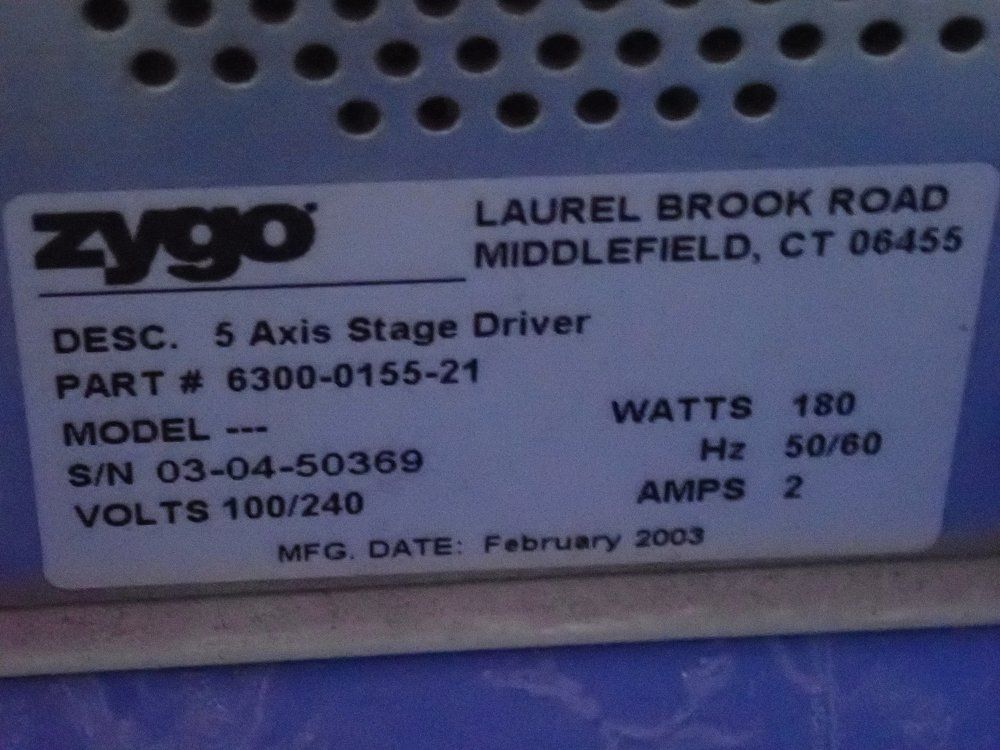 zygo
LAUREL BROOK ROAD
MIDDLEFIELD, CT 06455
DESC. 5 Axis Stage Driver
PART # 6300-0155-21
MODEL ---
S/N 03-04-50369
VOLTS 100/240
WATTS 180
Hz 50/60
AMPS 2
MFG. DATE: February 2003